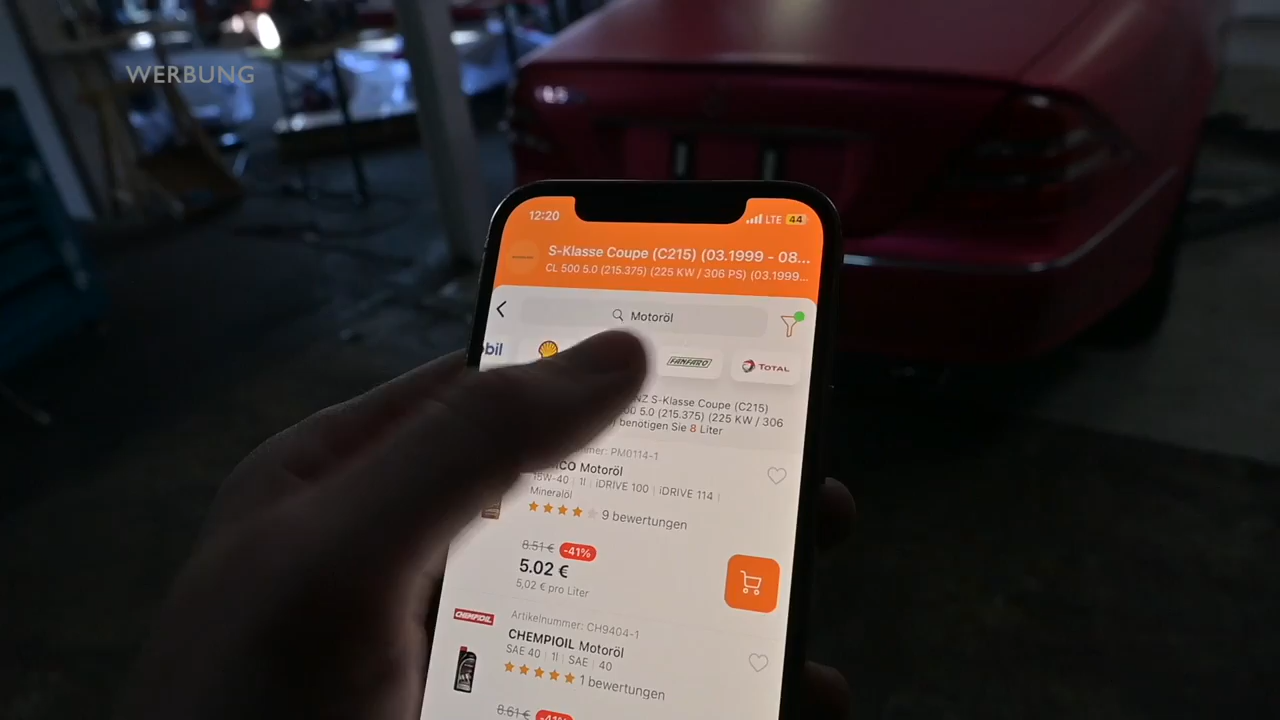 WERBUNG
12:20
LTE 44
S-Klasse Coupe (C215) (03.1999 - 08...
CL 500 5.0 (215.375) (225 KW / 306 PS) (03.1999...
Motoröl
bil
FANFARO
TOTAL
NZ S-Klasse Coupe (C215)
5.0 (215.375) (225 KW / 306
benötigen Sie 8 Liter
mer: PM0114-1
CO Motoröl
15W-40 | 1l | iDRIVE 100 | iDRIVE 114 |
Mineralöl
9 bewertungen
8.51 € -41%
5.02 €
5,02 € pro Liter
CHEMPIOIL
Artikelnummer: CH9404-1
CHEMPIOIL Motoröl
SAE 40 | 1l | SAE | 40
1 bewertungen
8.61 € -41%